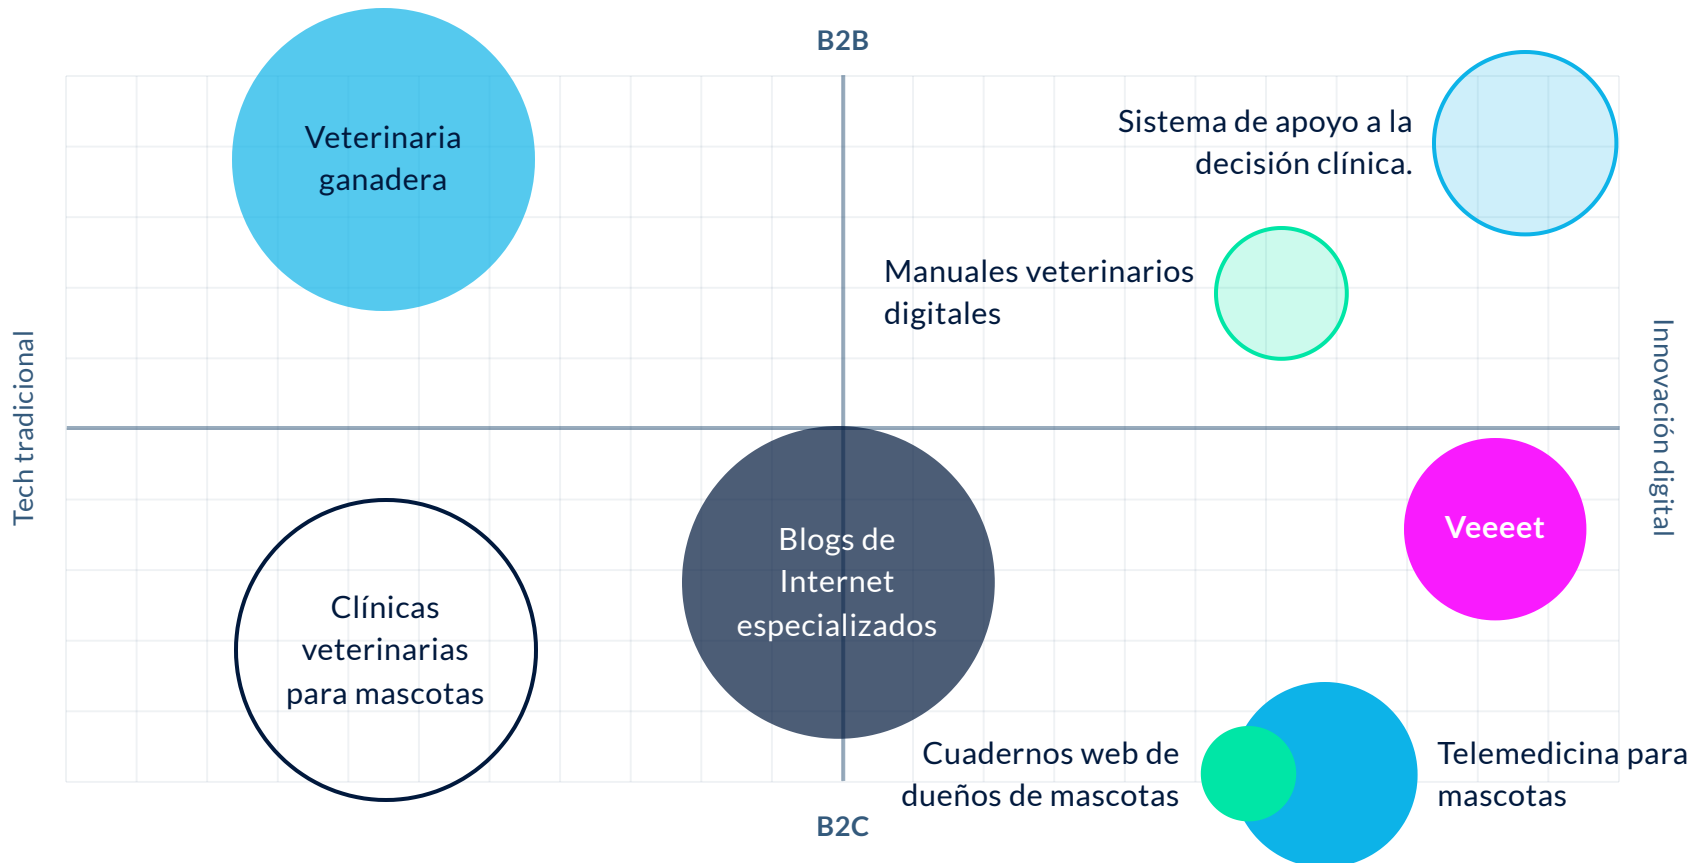 B2B
Veterinaria
ganadera
Sistema de apoyo a la
decisión clínica.
Manuales veterinarios
digitales
Tech tradicional
Innovación digital
Veeeet
Blogs de
Internet
especializados
Clínicas
veterinarias
para mascotas
Cuadernos web de
dueños de mascotas
Telemedicina para
mascotas
B2C